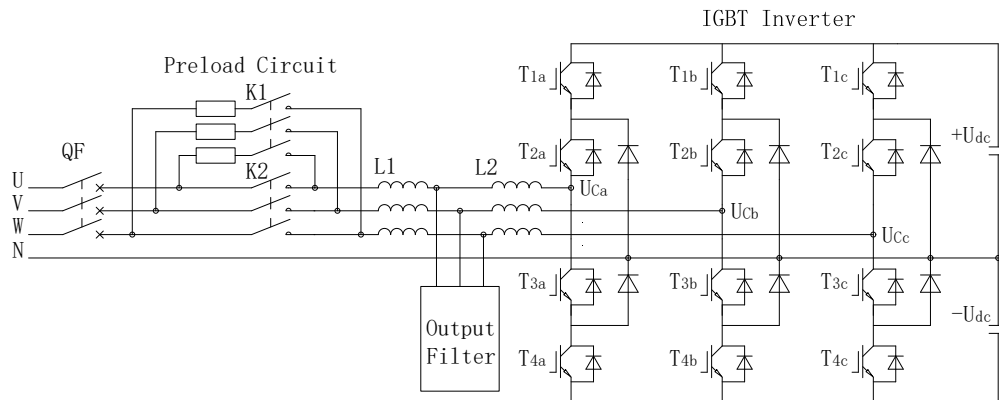 IGBT Inverter
Preload Circuit
T1a T1b T1c
K1
+Udc
QF
T2a T2b T2c
K2
L1 L2
U
UCa
V
UCb
W
UCc
N
T3a T3b T3c
-Udc
Output
Filter
T4a T4b T4c